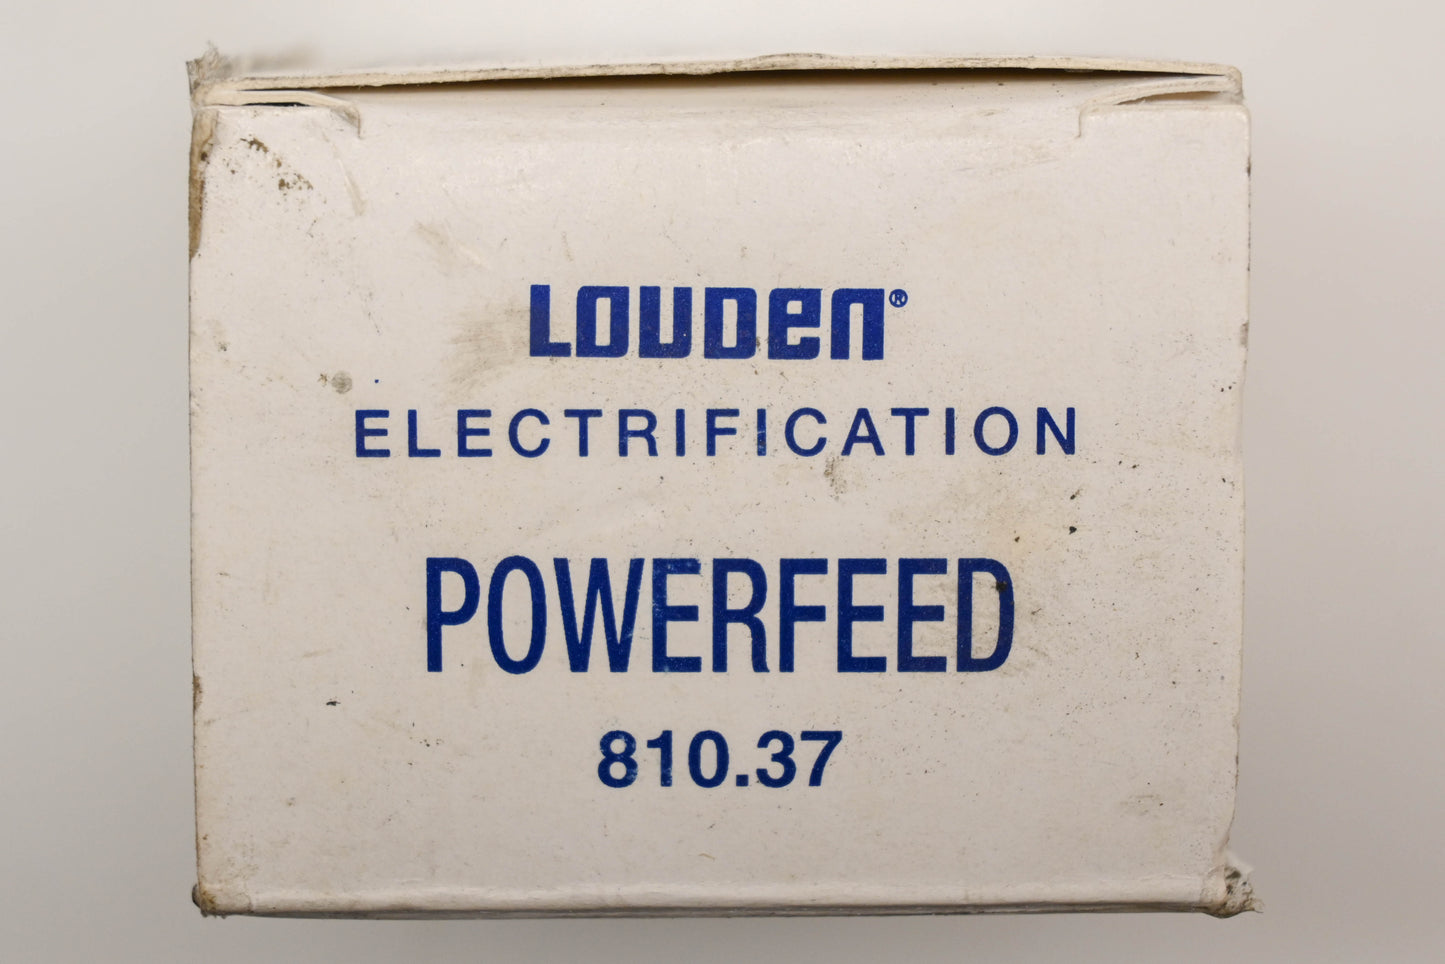 LOUDEN®
ELECTRIFICATION
POWERFEED
810.37